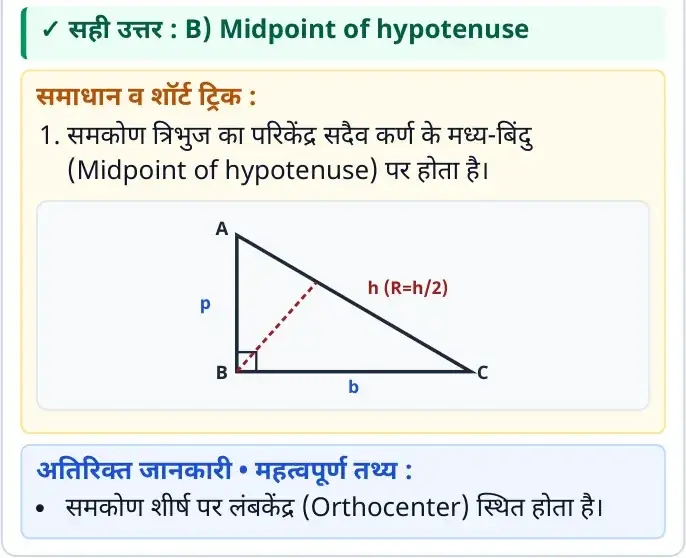 ✓ सही उत्तर : B) Midpoint of hypotenuse
समाधान व शॉर्ट ट्रिक :
1. समकोण त्रिभुज का परिकेंद्र सदैव कर्ण के मध्य-बिंदु
(Midpoint of hypotenuse) पर होता है।
A
h (R=h/2)
p
B
C
b
अतिरिक्त जानकारी • महत्वपूर्ण तथ्य :
• समकोण शीर्ष पर लंबकेंद्र (Orthocenter) स्थित होता है।